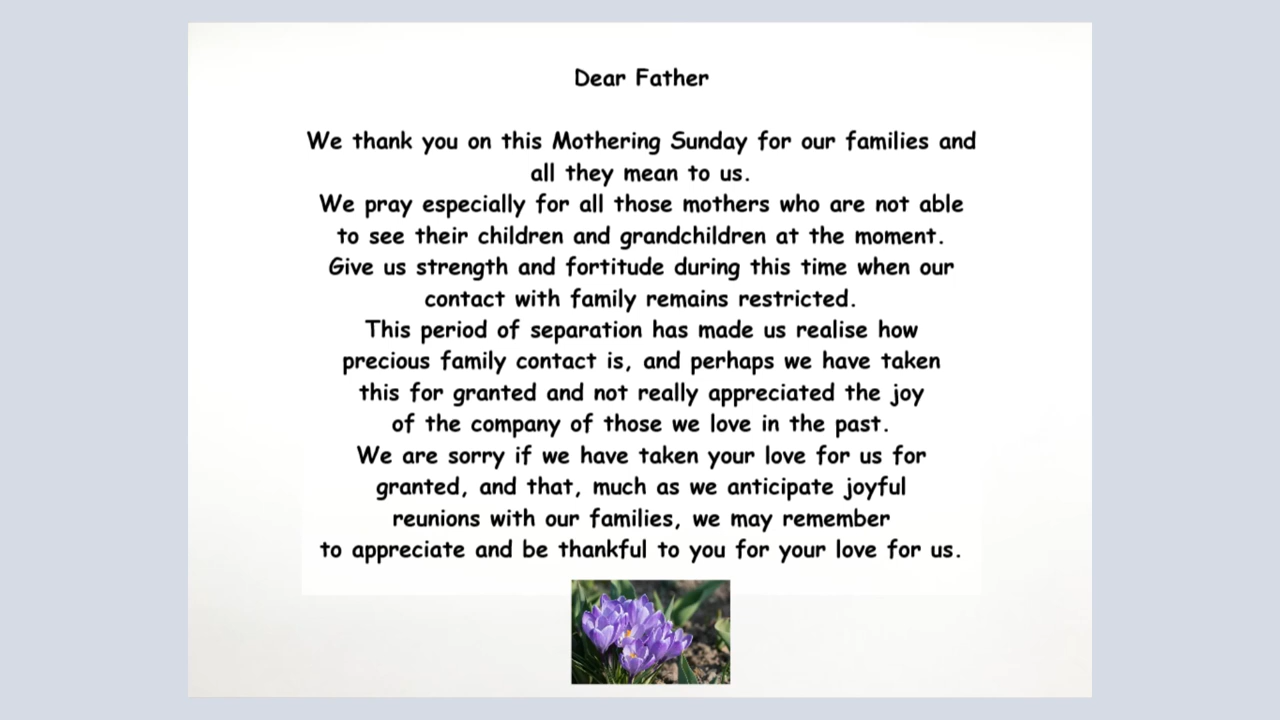 Dear Father
We thank you on this Mothering Sunday for our families and
all they mean to us.
We pray especially for all those mothers who are not able
to see their children and grandchildren at the moment.
Give us strength and fortitude during this time when our
contact with family remains restricted.
This period of separation has made us realise how
precious family contact is, and perhaps we have taken
this for granted and not really appreciated the joy
of the company of those we love in the past.
We are sorry if we have taken your love for us for
granted, and that, much as we anticipate joyful
reunions with our families, we may remember
to appreciate and be thankful to you for your love for us.